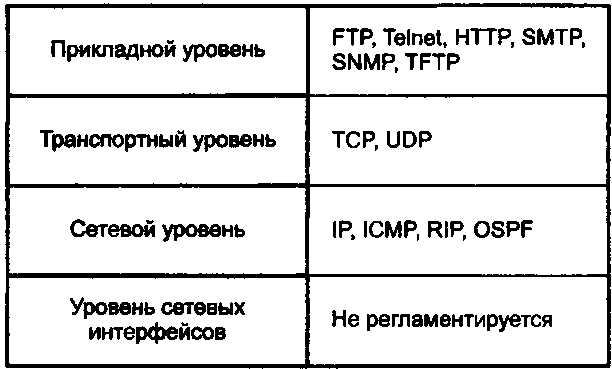 Прикладной уровень
FTP, Telnet, HTTP, SMTP,
SNMP, TFTP
Транспортный уровень
TCP, UDP
Сетевой уровень
IP, ICMP, RIP, OSPF
Уровень сетевых
интерфейсов
Не регламентируется